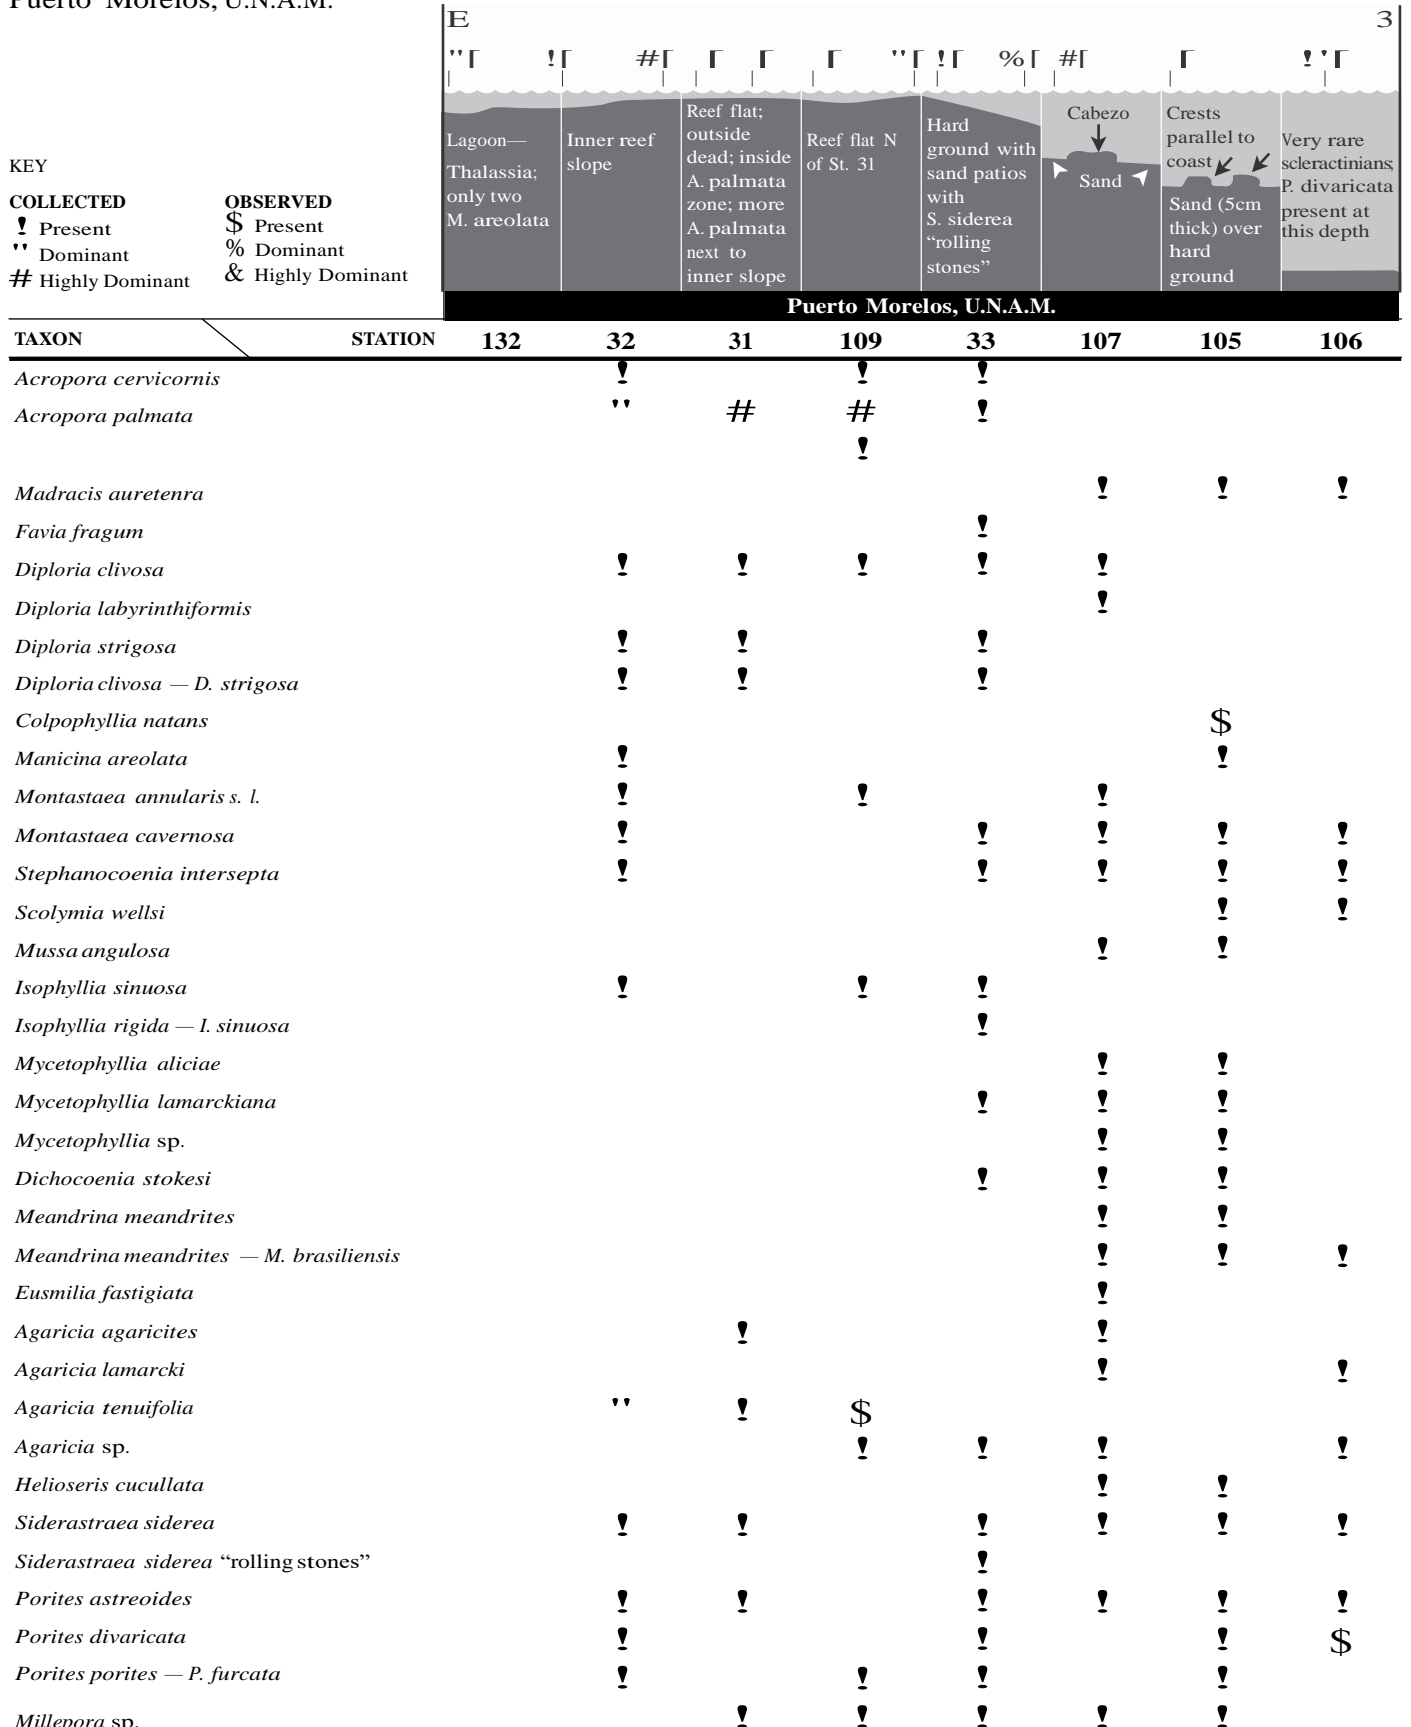 Puerto Morelos, U.N.A.M.
E 3
"Γ !Γ #Γ Γ Γ Γ "Γ !Γ %Γ #Γ Γ !'Γ
Lagoon—
Thalassia;
only two
M. areolata
Inner reef
slope
Reef flat;
outside
dead; inside
A. palmata
zone; more
A. palmata
next to
inner slope
Reef flat N
of St. 31
Hard
ground with
sand patios
with
S. siderea
“rolling
stones”
Cabezo
Sand
Crests
parallel to
coast
Sand (5cm
thick) over
hard
ground
Very rare
scleractinians;
P. divaricata
present at
this depth
KEY
COLLECTED
! Present
" Dominant
# Highly Dominant
OBSERVED
$ Present
% Dominant
& Highly Dominant
Puerto Morelos, U.N.A.M.
TAXON STATION 132 32 31 109 33 107 105 106
Acropora cervicornis ! ! !
Acropora palmata " # # !
!
Madracis auretenra ! ! !
Favia fragum !
Diploria clivosa ! ! ! ! !
Diploria labyrinthiformis !
Diploria strigosa ! ! !
Diploria clivosa — D. strigosa ! ! !
Colpophyllia natans $
Manicina areolata ! !
Montastaea annularis s. l. ! ! !
Montastaea cavernosa ! ! ! ! !
Stephanocoenia intersepta ! ! ! ! !
Scolymia wellsi ! !
Mussa angulosa ! !
Isophyllia sinuosa ! ! !
Isophyllia rigida — I. sinuosa !
Mycetophyllia aliciae ! !
Mycetophyllia lamarckiana ! ! !
Mycetophyllia sp. ! !
Dichocoenia stokesi ! ! !
Meandrina meandrites ! !
Meandrina meandrites — M. brasiliensis ! ! !
Eusmilia fastigiata !
Agaricia agaricites ! !
Agaricia lamarcki ! !
Agaricia tenuifolia " ! $
Agaricia sp. ! ! ! !
Helioseris cucullata ! !
Siderastraea siderea ! ! ! ! ! !
Siderastraea siderea “rolling stones” !
Porites astreoides ! ! ! ! ! !
Porites divaricata ! ! ! $
Porites porites — P. furcata ! ! ! !
Millepora sp. ! ! ! ! !